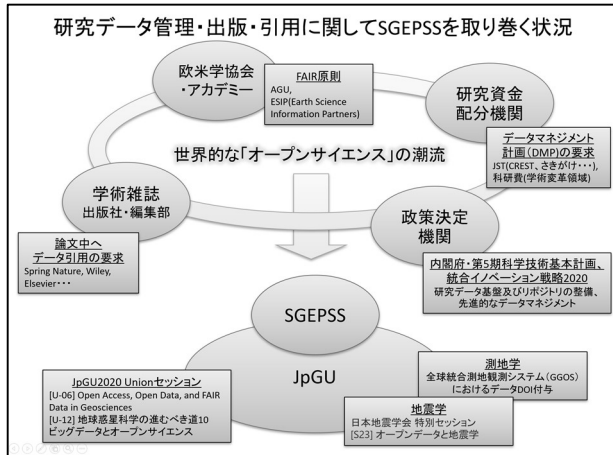 研究データ管理・出版・引用に関してSGEPSSを取り巻く状況
欧米学協会
・アカデミー
FAIR原則
AGU,
ESIP(Earth Science
Information Partners)
研究資金
配分機関
データマネジメント
計画(DMP)の要求
JST(CREST、さきがけ・・・),
科研費(学術変革領域)
世界的な「オープンサイエンス」の潮流
学術雑誌
出版社・編集部
論文中へ
データ引用の要求
Spring Nature, Wiley,
Elsevier・・・
政策決定
機関
内閣府・第5期科学技術基本計画、
統合イノベーション戦略2020
研究データ基盤及びリポジトリの整備、
先進的なデータマネジメント
SGEPSS
JpGU
JpGU2020 Unionセッション
[U-06] Open Access, Open Data, and FAIR
Data in Geosciences
[U-12] 地球惑星科学の進むべき道10
ビッグデータとオープンサイエンス
測地学
全球統合測地観測システム(GGOS)
におけるデータDOI付与
地震学
日本地震学会 特別セッション
[S23] オープンデータと地震学